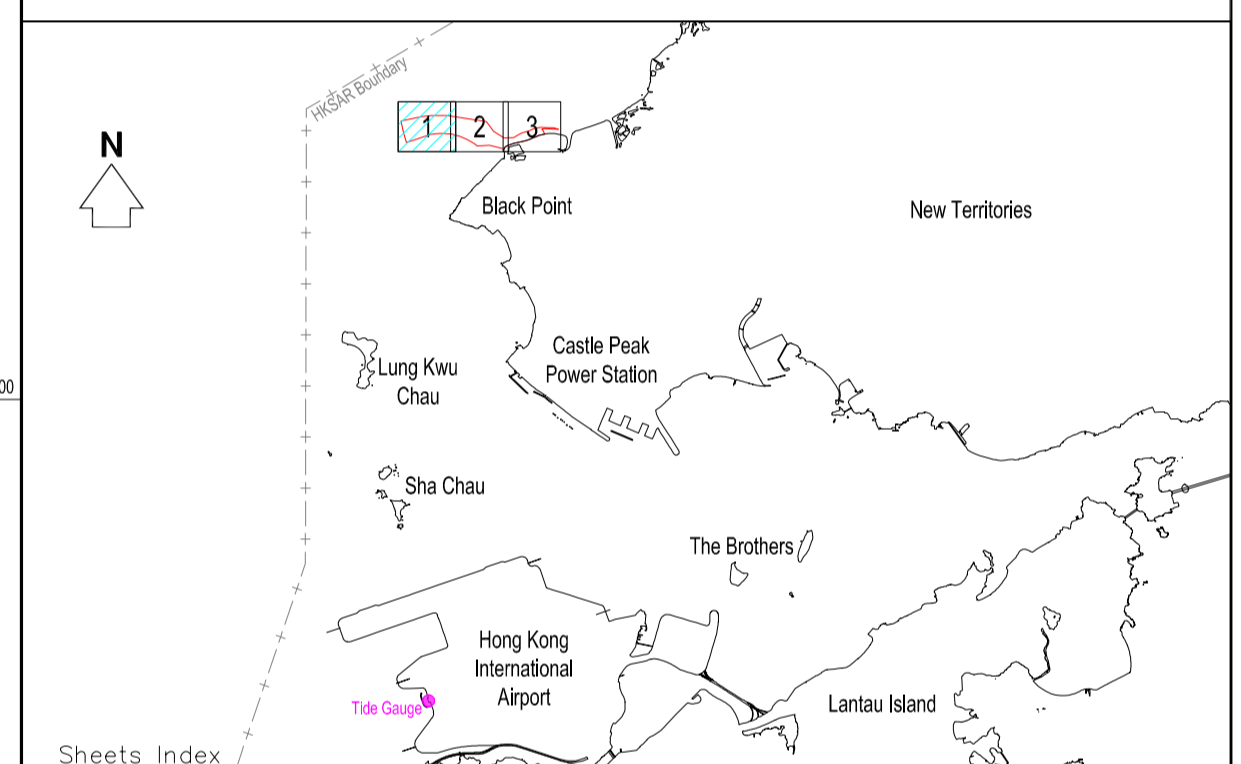 HKSAR Boundary
N
1 2 3
Black Point
New Territories
Castle Peak
Power Station
Lung Kwu
Chau
00
Sha Chau
The Brothers
Hong Kong
International
Airport
Tide Gauge
Lantau Island
Sheets Index